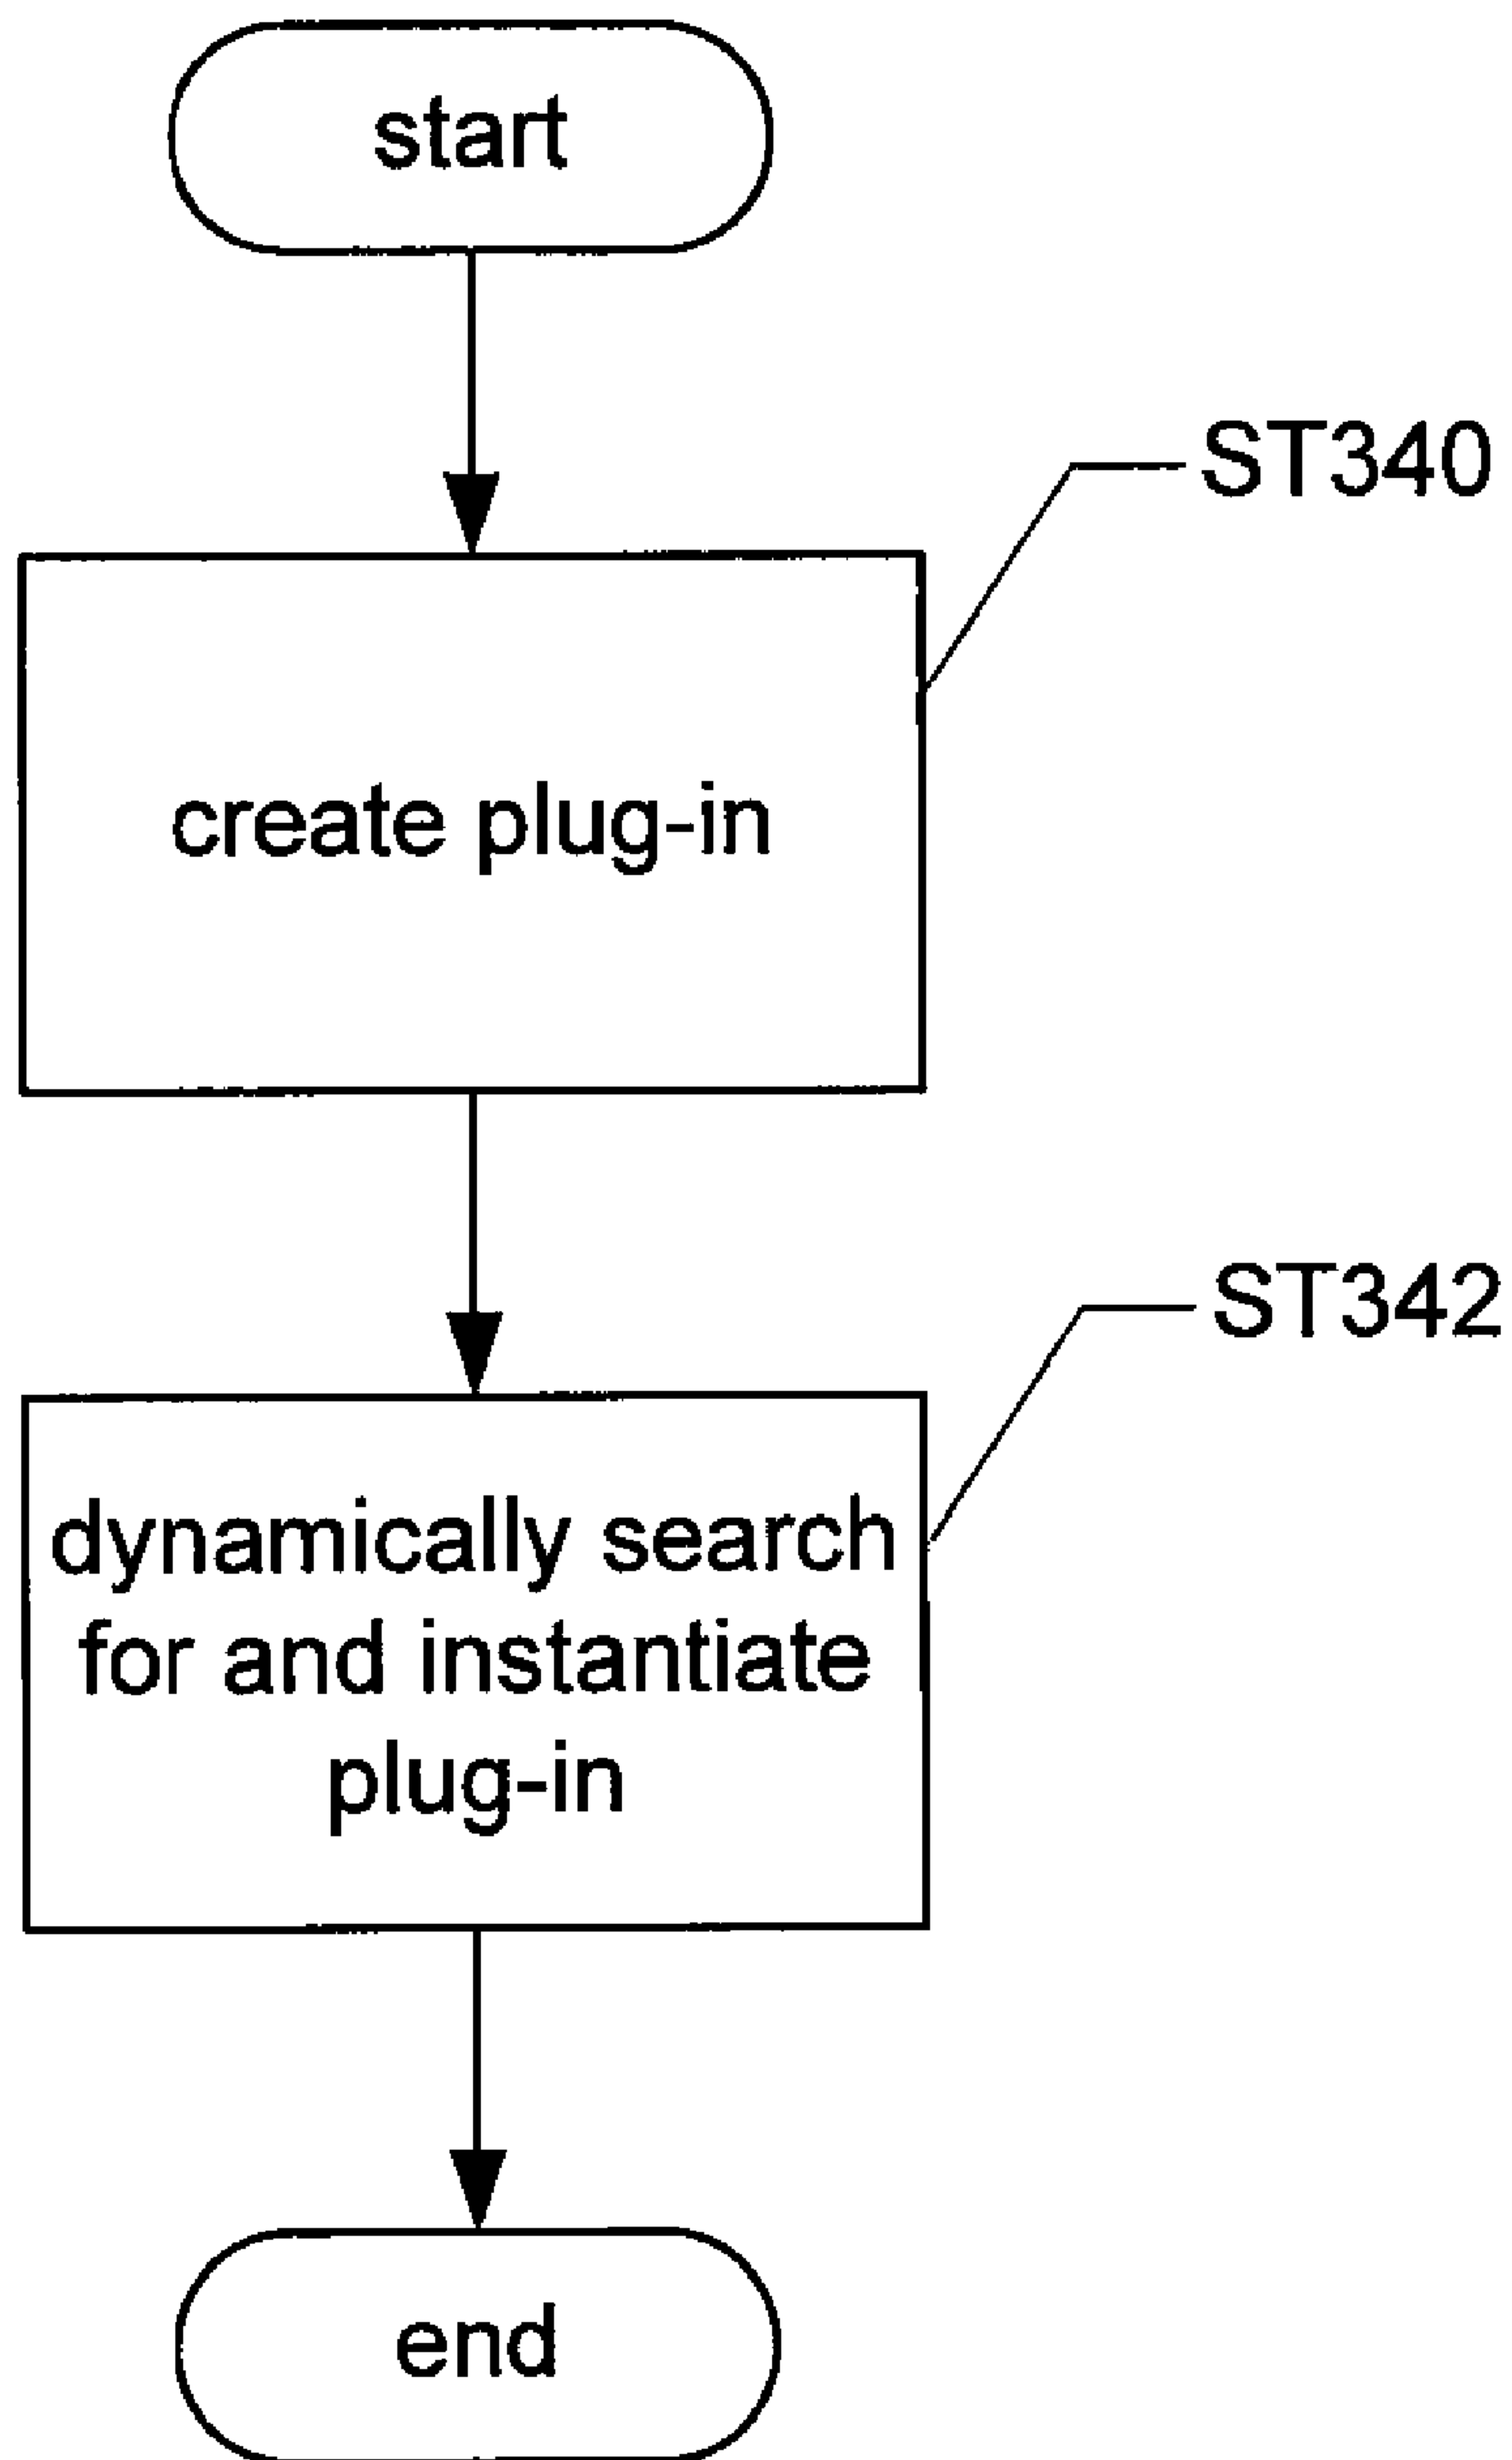 start
ST340
create plug-in
ST342
dynamically search
for and instantiate
plug-in
end